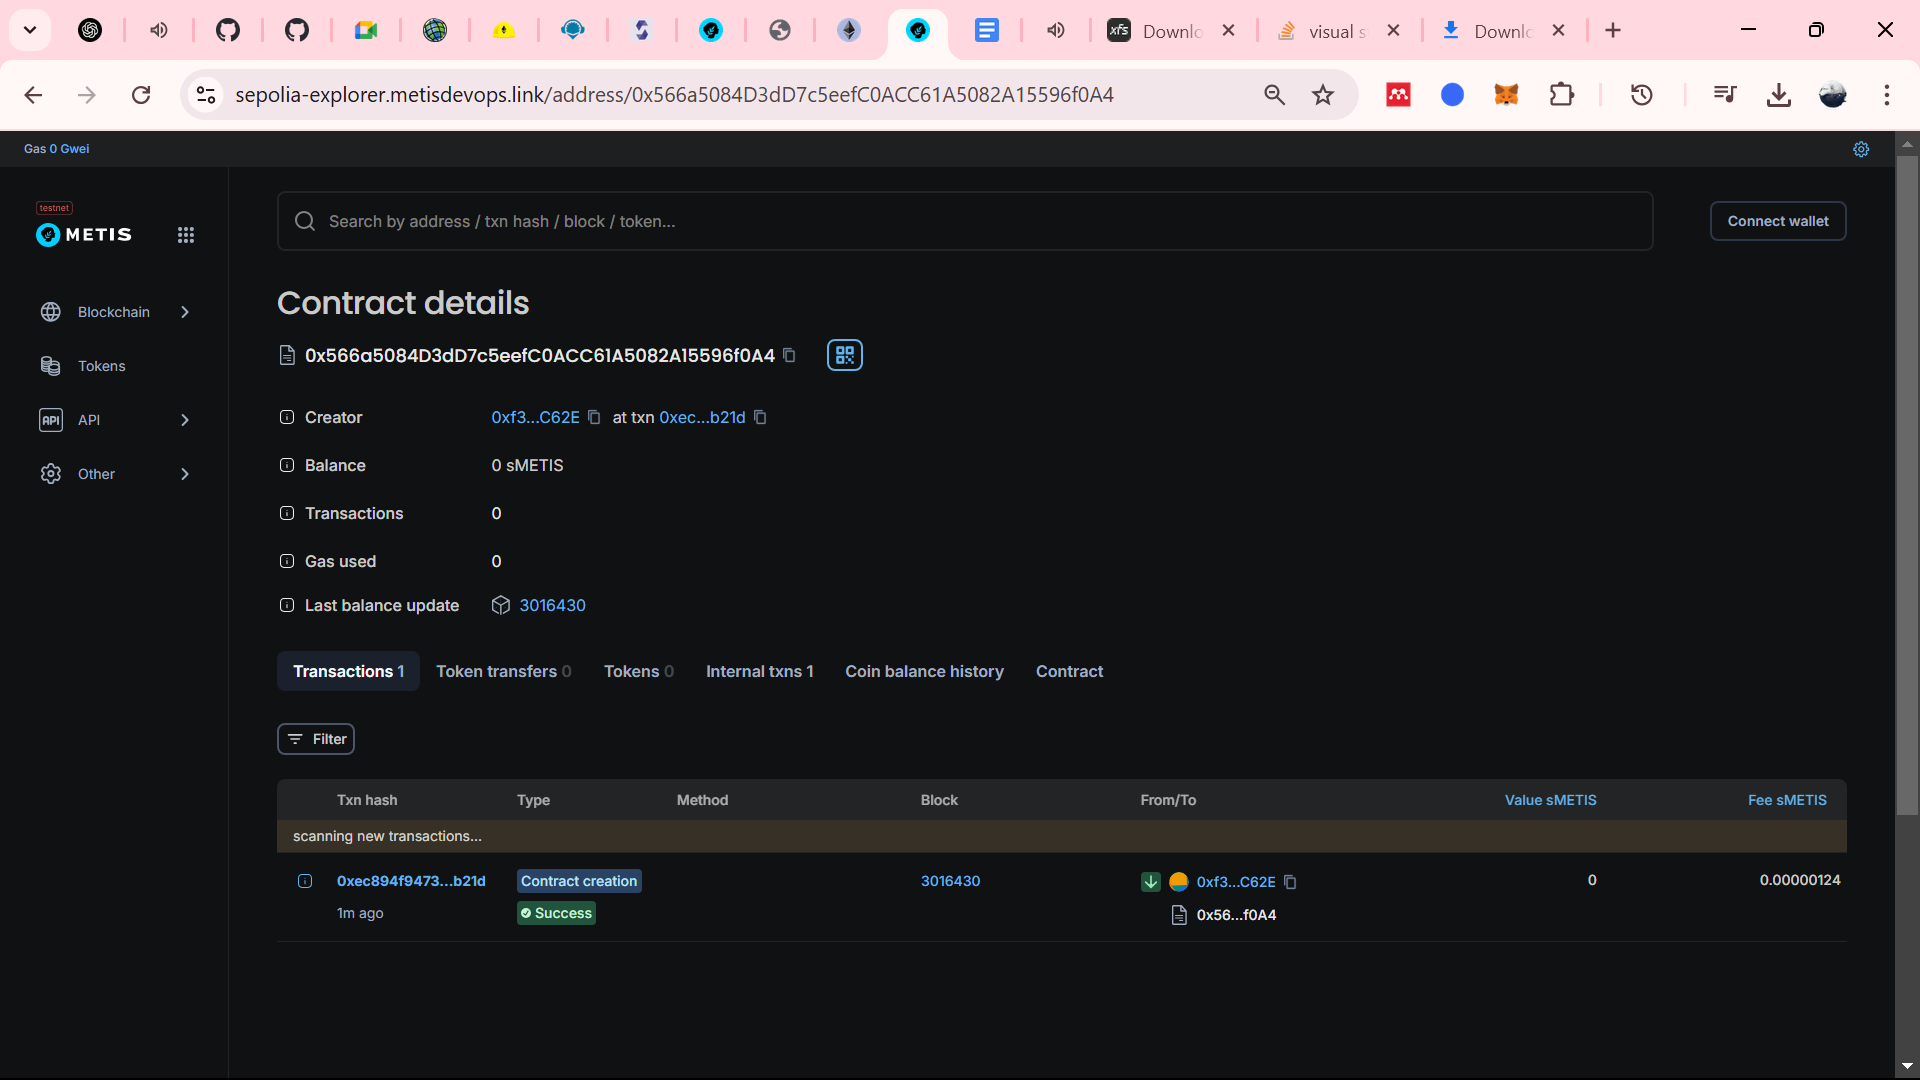 Downlo
visual s
Downlo
sepolia-explorer.metisdevops.link/address/0x566a5084D3dD7c5eefC0ACC61A5082A15596f0A4
Gas 0 Gwei
testnet
METIS
Search by address / txn hash / block / token...
Connect wallet
Blockchain
Tokens
API
API
Other
Contract details
0x566a5084D3dD7c5eefC0ACC61A5082A15596f0A4
Creator 0xf3...C62E at txn 0xec...b21d
Balance 0 sMETIS
Transactions 0
Gas used 0
Last balance update 3016430
Transactions 1 Token transfers 0 Tokens 0 Internal txns 1 Coin balance history Contract
Filter
Txn hash Type Method Block From/To Value sMETIS Fee sMETIS
scanning new transactions...
0xec894f9473...b21d Contract creation 3016430 0xf3...C62E 0 0.00000124
1m ago Success 0x56...f0A4